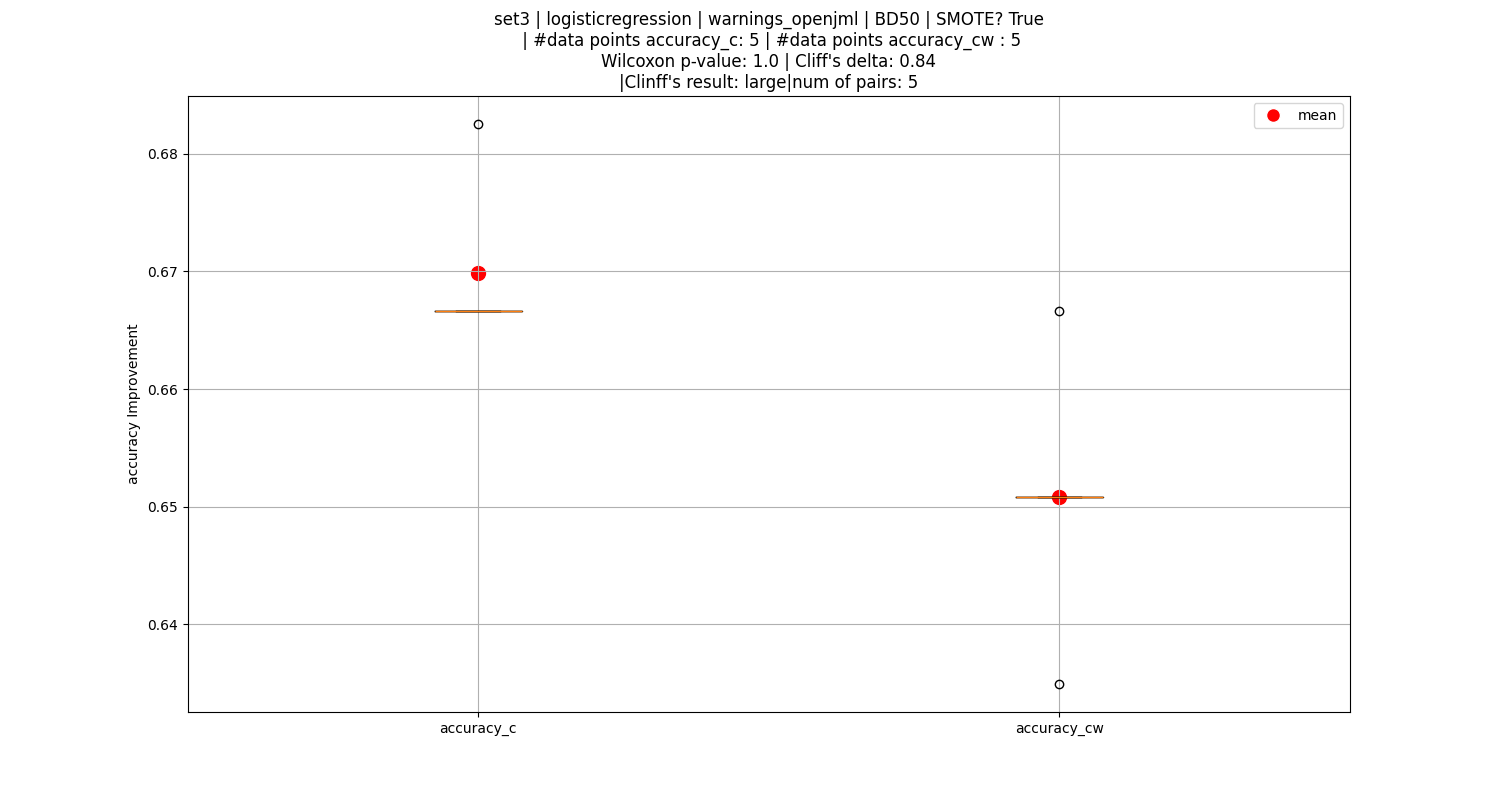 set3 | logisticregression | warnings_openjml | BD50 | SMOTE? True
| #data points accuracy_c: 5 | #data points accuracy_cw : 5
Wilcoxon p-value: 1.0 | Cliff's delta: 0.84
|Clinff's result: large|num of pairs: 5
mean
0.68
0.67
0.66
0.65
0.64
accuracy Improvement
accuracy_c
accuracy_cw